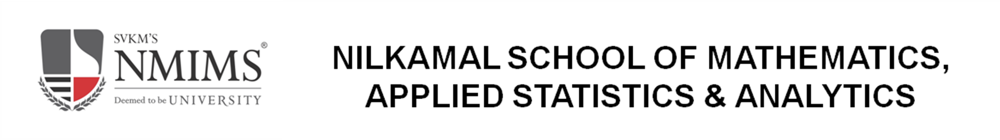 SVKM'S
NMIMS®
Deemed to be UNIVERSITY
NILKAMAL SCHOOL OF MATHEMATICS,
APPLIED STATISTICS & ANALYTICS